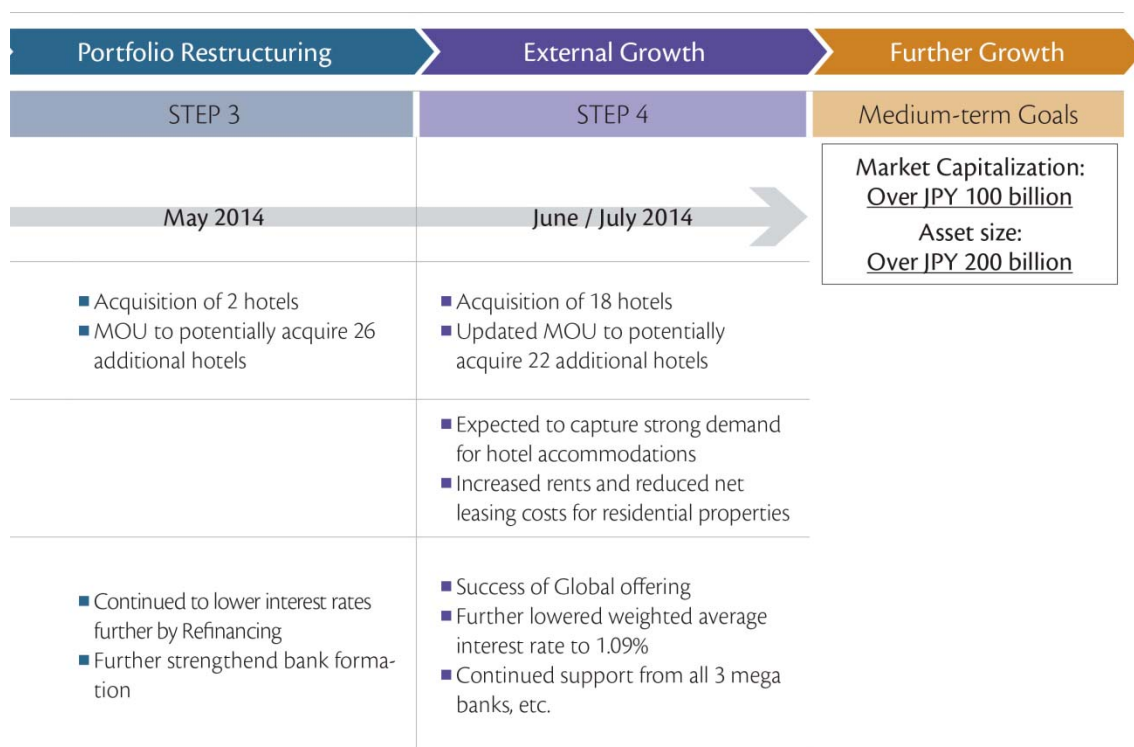 Portfolio Restructuring
External Growth
Further Growth
STEP 3
STEP 4
Medium-term Goals
Market Capitalization:
Over JPY 100 billion
Asset size:
Over JPY 200 billion
May 2014
June / July 2014
■ Acquisition of 2 hotels
■ MOU to potentially acquire 26
additional hotels
■ Acquisition of 18 hotels
■ Updated MOU to potentially
acquire 22 additional hotels
■ Expected to capture strong demand
for hotel accommodations
■ Increased rents and reduced net
leasing costs for residential properties
■ Continued to lower interest rates
further by Refinancing
■ Further strengthend bank forma-
tion
■ Success of Global offering
■ Further lowered weighted average
interest rate to 1.09%
■ Continued support from all 3 mega
banks, etc.